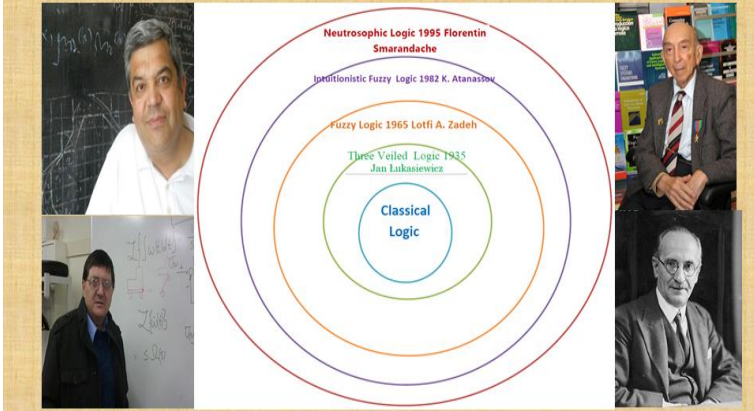 Neutrosophic Logic 1995 Florentin
Smarandache
Intuitionistic Fuzzy Logic 1982 K. Atanassov
Fuzzy Logic 1965 Lotfi A. Zadeh
Three Veiled Logic 1935
Jan Łukasiewicz
Classical
Logic